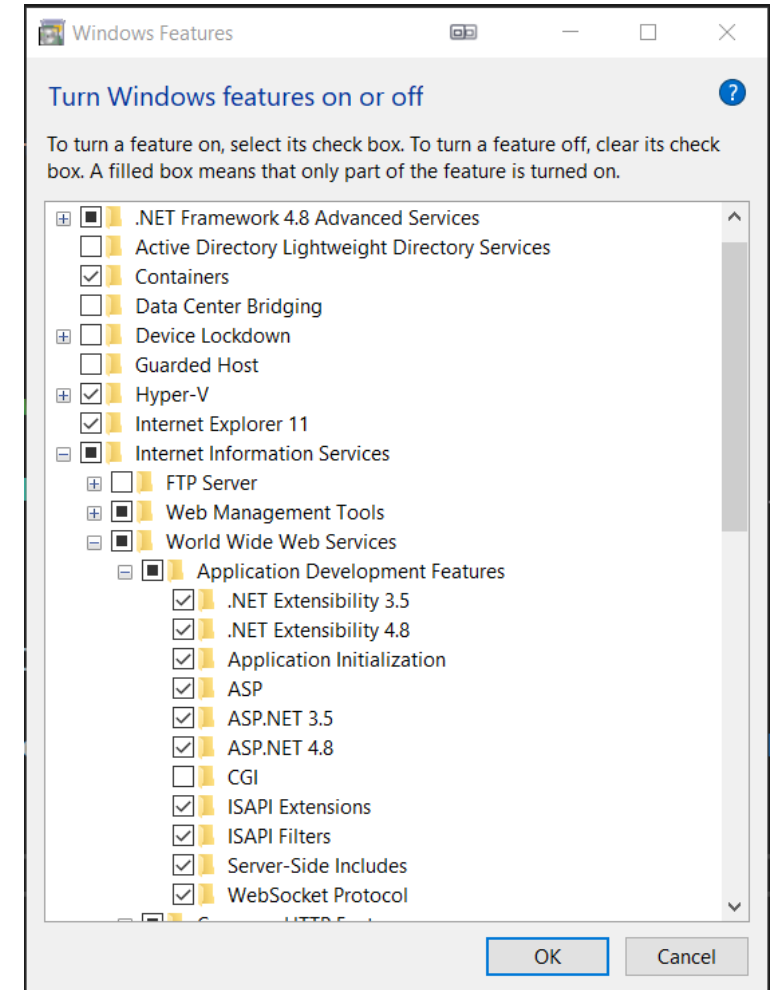 Windows Features
Turn Windows features on or off
?
To turn a feature on, select its check box. To turn a feature off, clear its check
box. A filled box means that only part of the feature is turned on.
.NET Framework 4.8 Advanced Services
Active Directory Lightweight Directory Services
Containers
Data Center Bridging
Device Lockdown
Guarded Host
Hyper-V
Internet Explorer 11
Internet Information Services
FTP Server
Web Management Tools
World Wide Web Services
Application Development Features
.NET Extensibility 3.5
.NET Extensibility 4.8
Application Initialization
ASP
ASP.NET 3.5
ASP.NET 4.8
CGI
ISAPI Extensions
ISAPI Filters
Server-Side Includes
WebSocket Protocol
OK
Cancel